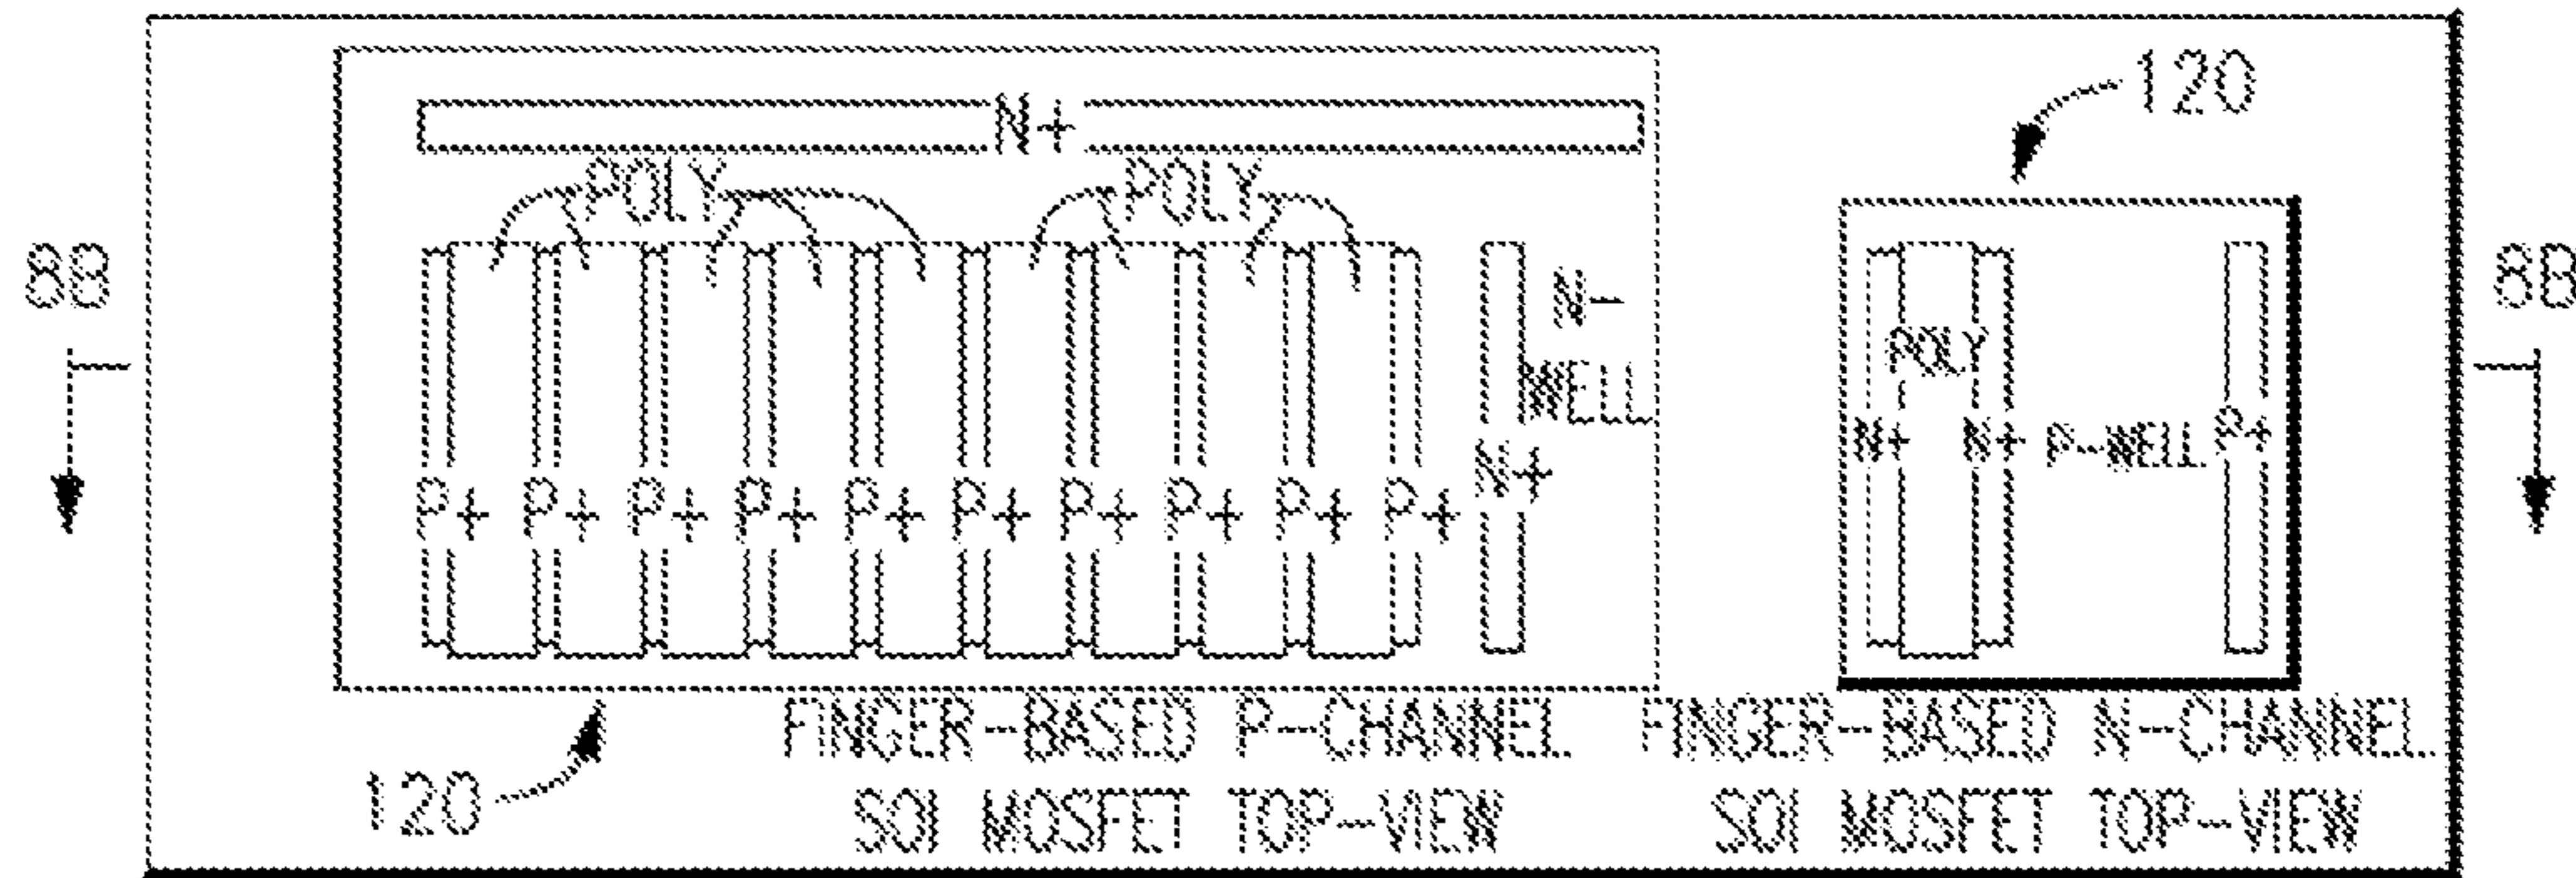 120
N+
POLY POLY
8B 8B
N-
POLY
WELL
N+ N+ P-WELL P+
N+
P+ P+ P+ P+ P+ P+ P+ P+ P+ P+
FINGER-BASED P-CHANNEL FINGER-BASED N-CHANNEL
120
SOI MOSFET TOP-VIEW SOI MOSFET TOP-VIEW